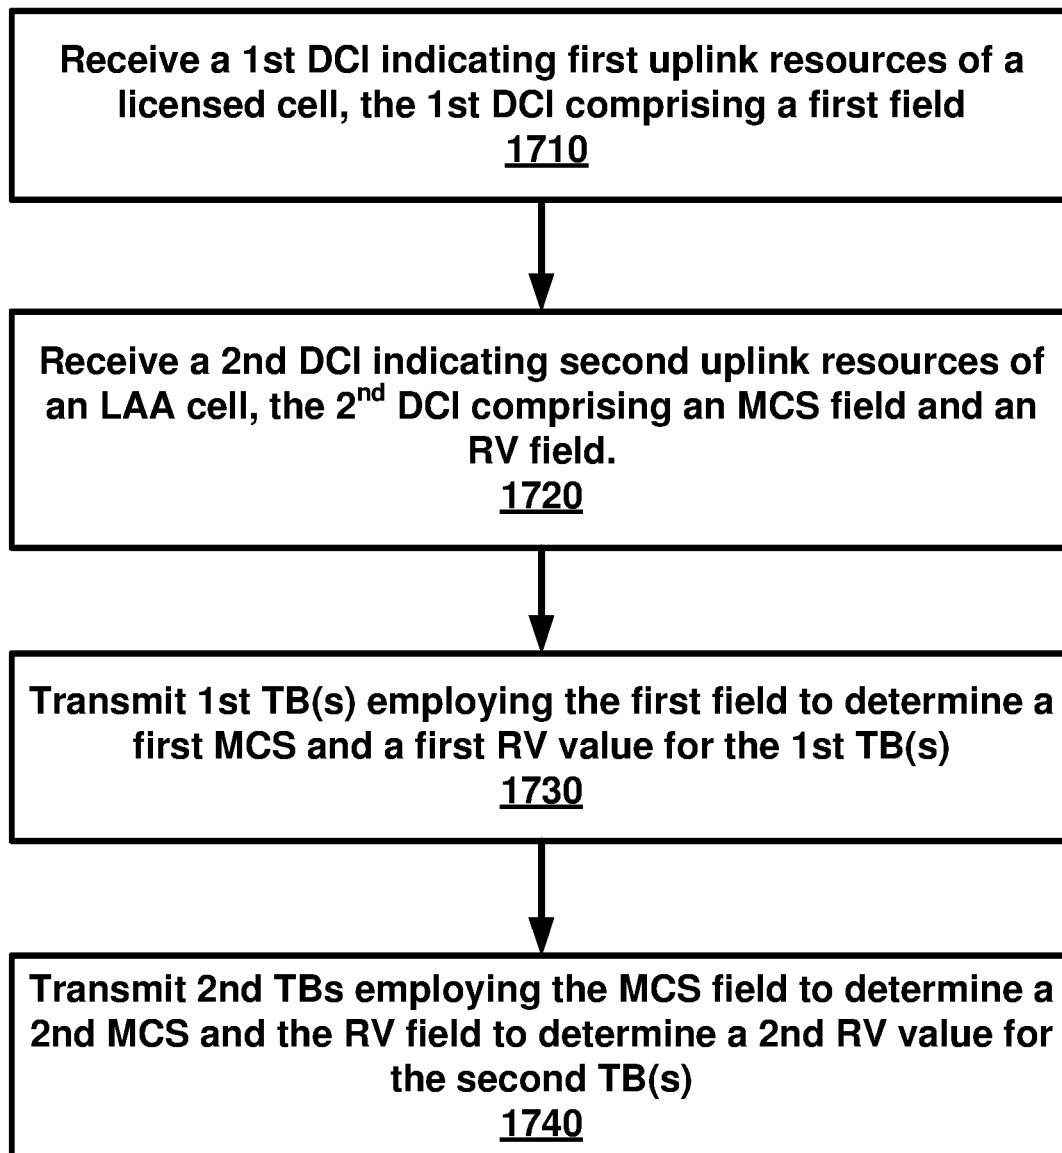 Receive a 1st DCI indicating first uplink resources of a
licensed cell, the 1st DCI comprising a first field
1710
Receive a 2nd DCI indicating second uplink resources of
an LAA cell, the 2nd DCI comprising an MCS field and an
RV field.
1720
Transmit 1st TB(s) employing the first field to determine a
first MCS and a first RV value for the 1st TB(s)
1730
Transmit 2nd TBs employing the MCS field to determine a
2nd MCS and the RV field to determine a 2nd RV value for
the second TB(s)
1740